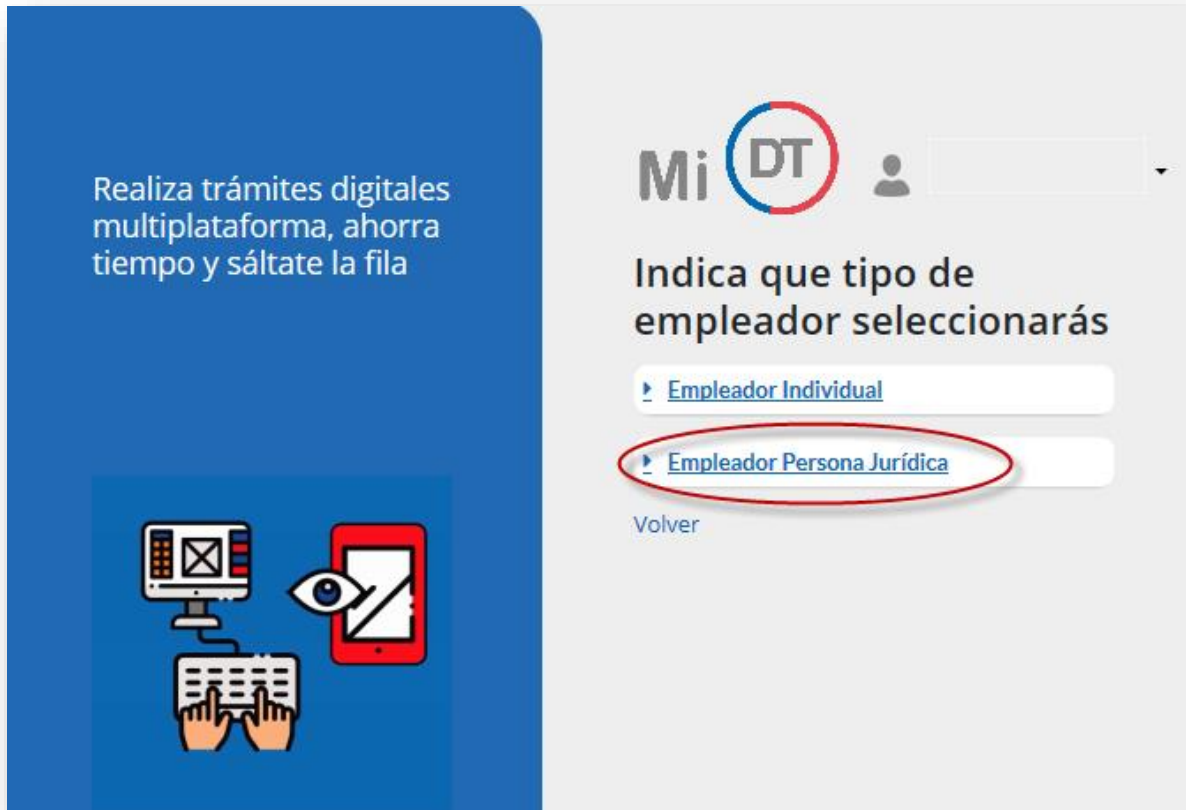 Realiza trámites digitales
multiplataforma, ahorra
tiempo y sáltate la fila
Mi DT
Indica que tipo de
empleador seleccionarás
Empleador Individual
Empleador Persona Jurídica
Volver